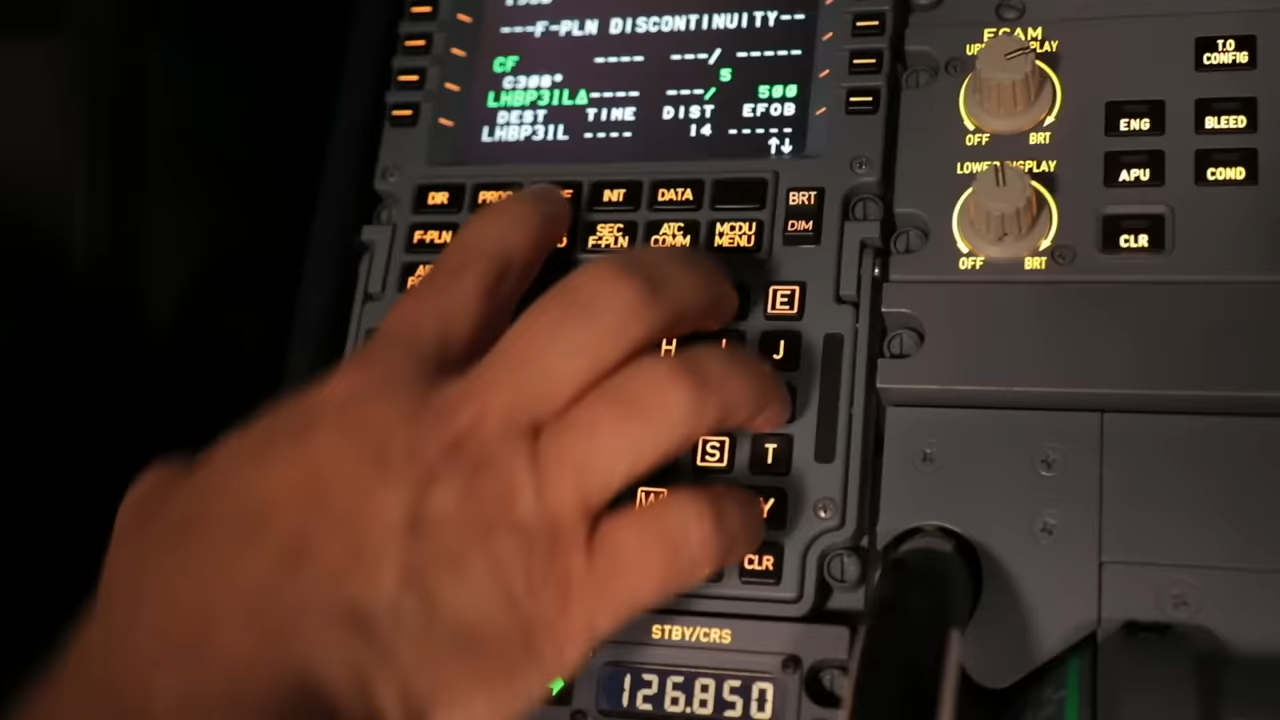 ---F-PLN DISCONTINUITY--
CF ---- ---/ -----
C308° 5
LHBP31LΔ---- ---/ 500
DEST TIME DIST EFOB
LHBP31L ---- 14 -----
↑↓
DIR INIT DATA
BRT
DIM
F-PLN
SEC
F-PLN
ATC
COMM
MCDU
MENU
E
H J
S T
W Y
CLR
STBY/CRS
126.850
ECAM
OFF BRT
LOWER DISPLAY
OFF BRT
T.O
CONFIG
ENG BLEED
APU COND
CLR